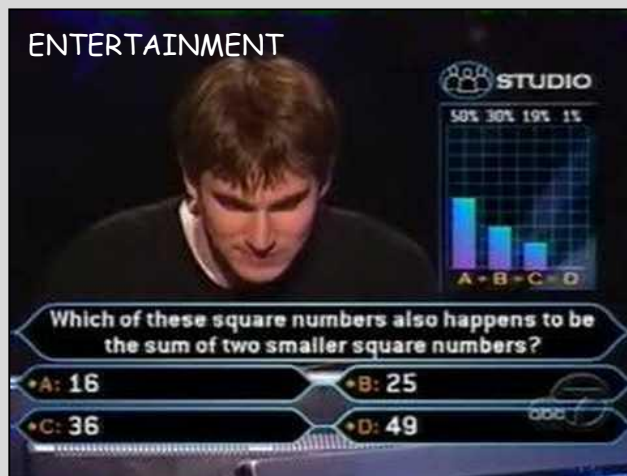 ENTERTAINMENT
STUDIO
50% 30% 19% 1%
A - B - C - D
Which of these square numbers also happens to be
the sum of two smaller square numbers?
A: 16
B: 25
C: 36
D: 49
abc 7